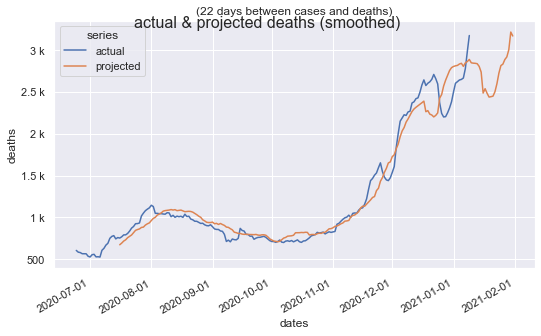 (22 days between cases and deaths)
actual & projected deaths (smoothed)
series
actual
projected
3 k
2.5 k
2 k
1.5 k
1 k
500
deaths
2020-07-01
2020-08-01
2020-09-01
2020-10-01
2020-11-01
2020-12-01
2021-01-01
2021-02-01
dates